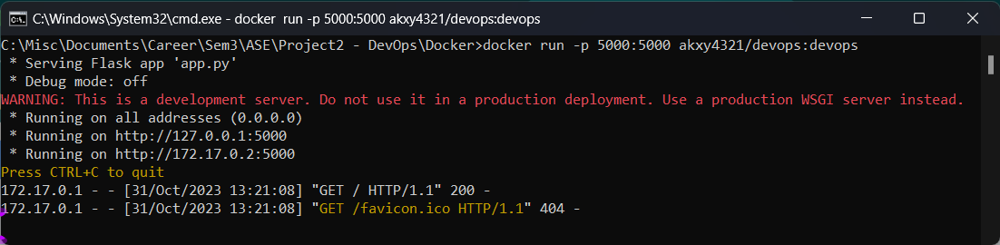 C:\Windows\System32\cmd.exe - docker  run -p 5000:5000 akxy4321/devops:devops
C:\Misc\Documents\Career\Sem3\ASE\Project2 - DevOps\Docker>docker run -p 5000:5000 akxy4321/devops:devops
 * Serving Flask app 'app.py'
 * Debug mode: off
WARNING: This is a development server. Do not use it in a production deployment. Use a production WSGI server instead.
 * Running on all addresses (0.0.0.0)
 * Running on http://127.0.0.1:5000
 * Running on http://172.17.0.2:5000
Press CTRL+C to quit
172.17.0.1 - - [31/Oct/2023 13:21:08] "GET / HTTP/1.1" 200 -
172.17.0.1 - - [31/Oct/2023 13:21:08] "GET /favicon.ico HTTP/1.1" 404 -